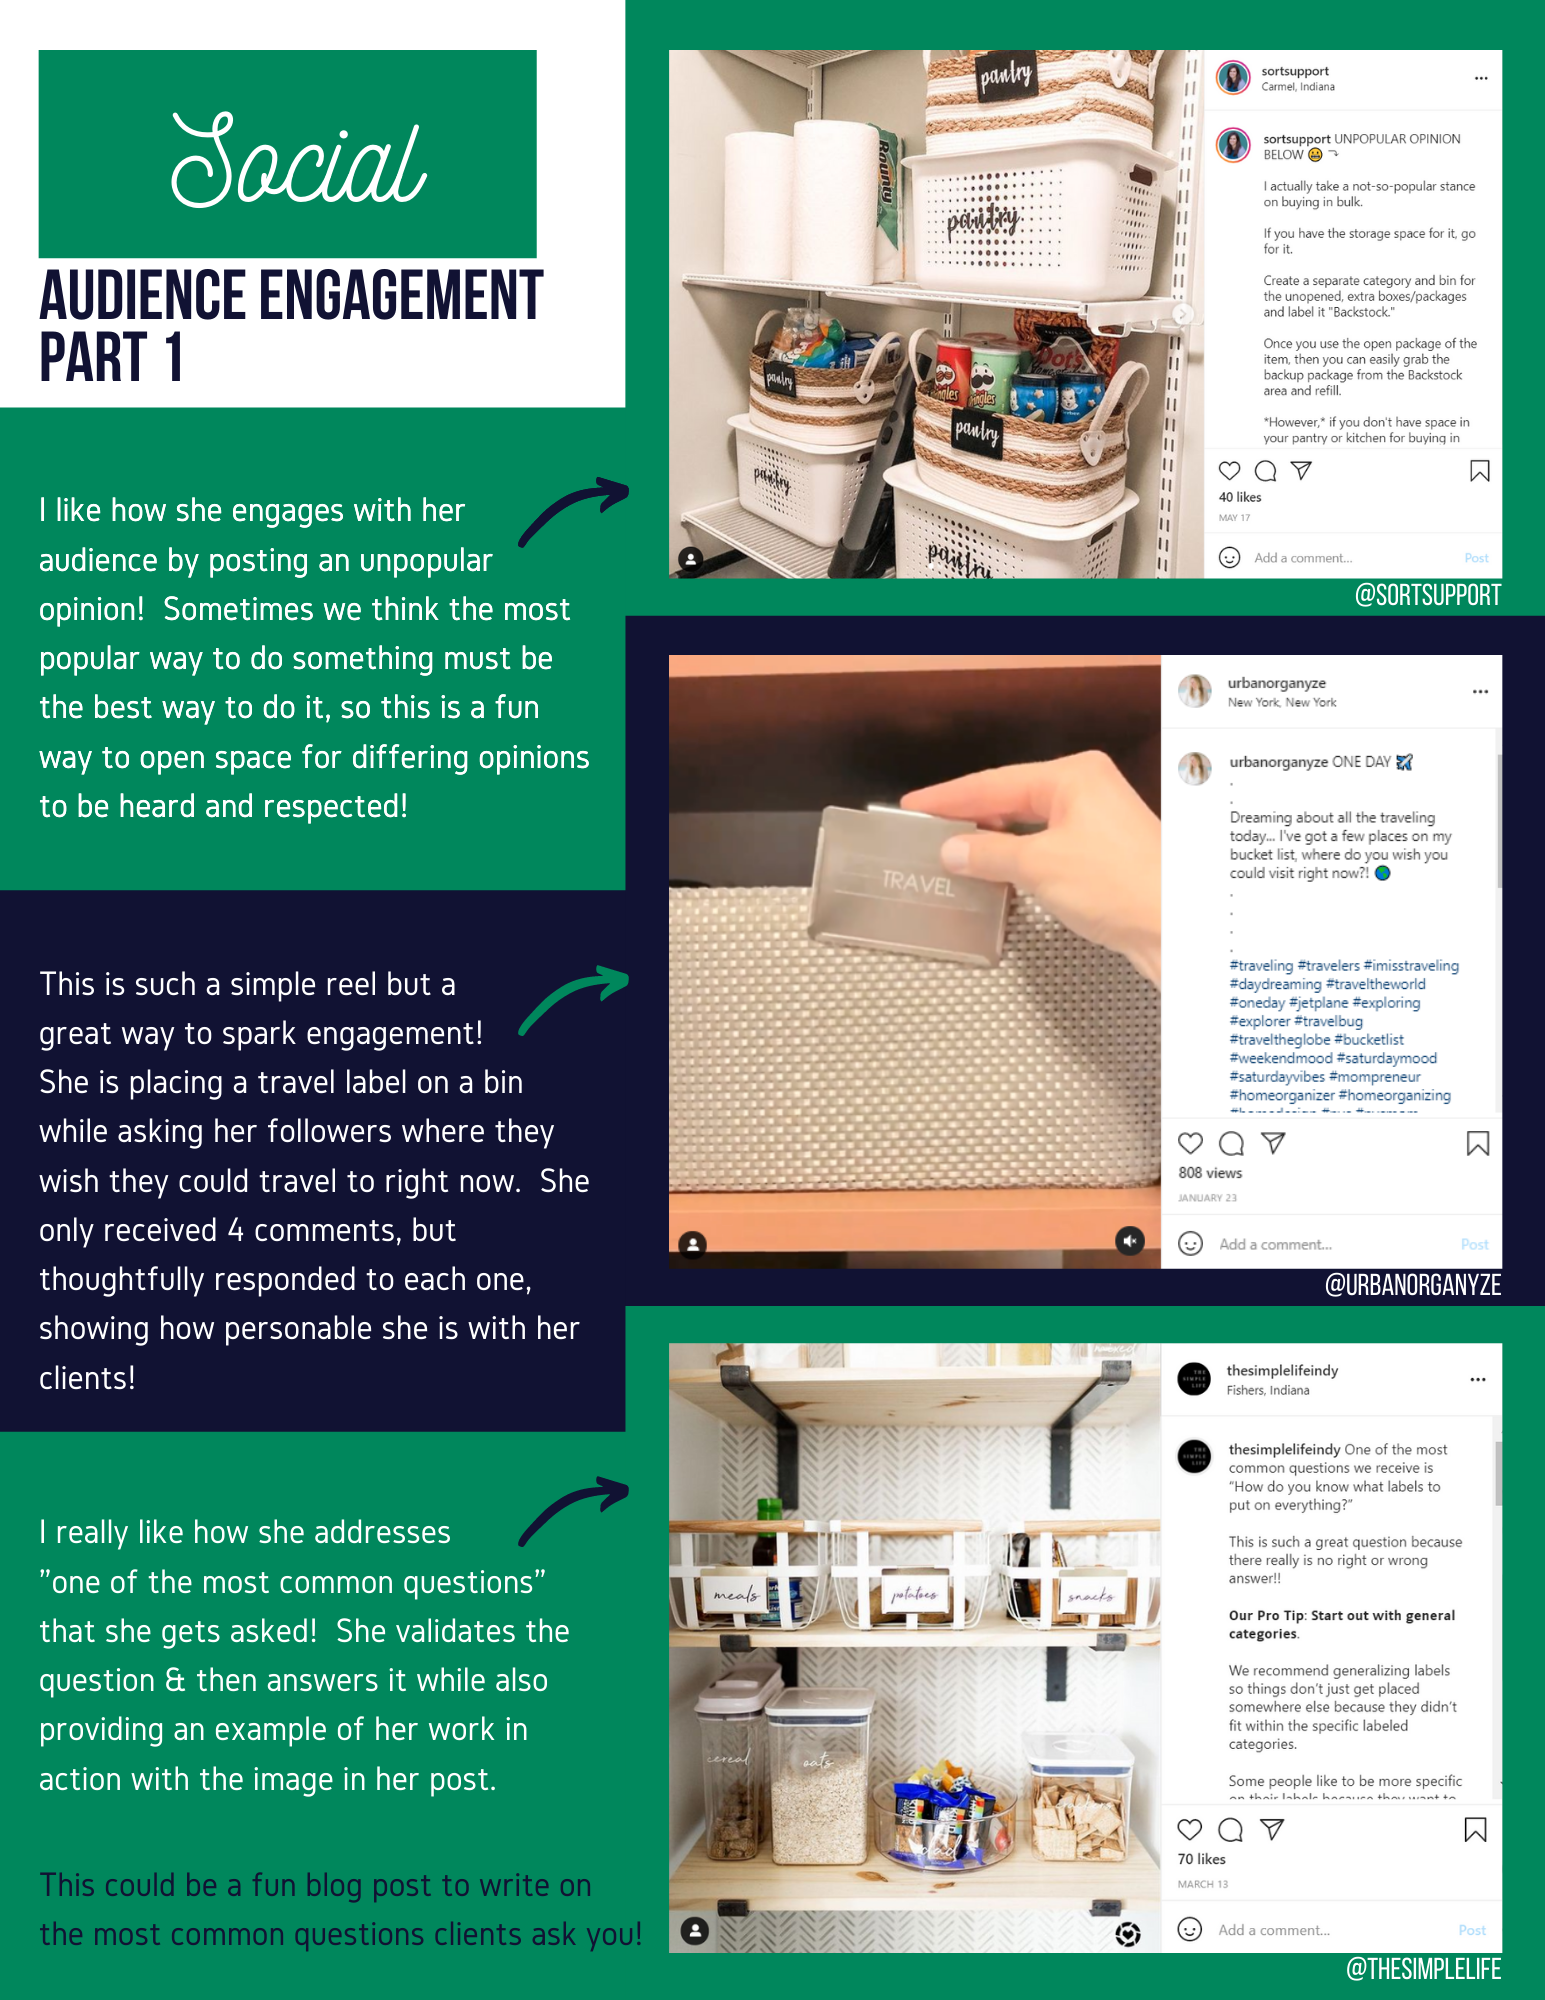 Social
AUDIENCE ENGAGEMENT
PART 1
I like how she engages with her
audience by posting an unpopular
opinion!  Sometimes we think the most
popular way to do something must be
the best way to do it, so this is a fun
way to open space for differing opinions
to be heard and respected!
pantry
Bounty
pantry
pantry
Pringles
Pringles
Dot's
pantry
pantry
pantry
sortsupport
Carmel, Indiana
sortsupport UNPOPULAR OPINION
BELOW
I actually take a not-so-popular stance
on buying in bulk.
If you have the storage space for it, go
for it.
Create a separate category and bin for
the unopened, extra boxes/packages
and label it "Backstock."
Once you use the open package of the
item, then you can easily grab the
backup package from the Backstock
area and refill.
*However,* if you don't have space in
your pantry or kitchen for buying in
40 likes
MAY 17
Add a comment...
Post
@SORTSUPPORT
This is such a simple reel but a
great way to spark engagement!
She is placing a travel label on a bin
while asking her followers where they
wish they could travel to right now.  She
only received 4 comments, but
thoughtfully responded to each one,
showing how personable she is with her
clients!
TRAVEL
urbanorganyze
New York, New York
urbanorganyze ONE DAY ✈️
.
.
Dreaming about all the traveling
today... I've got a few places on my
bucket list, where do you wish you
could visit right now?! 🌎
.
.
.
.
#traveling #travelers #imisstraveling
#daydreaming #traveltheworld
#oneday #jetplane #exploring
#explorer #travelbug
#traveltheglobe #bucketlist
#weekendmood #saturdaymood
#saturdayvibes #mompreneur
#homeorganizer #homeorganizing
808 views
JANUARY 23
Add a comment...
Post
@URBANORGANYZE
I really like how she addresses
"one of the most common questions"
that she gets asked!  She validates the
question & then answers it while also
providing an example of her work in
action with the image in her post.
This could be a fun blog post to write on
the most common questions clients ask you!
meals
potatoes
snacks
cereal
oats
KIND
THE
SIMPLE
LIFE
thesimplelifeindy
Fishers, Indiana
THE
SIMPLE
LIFE
thesimplelifeindy One of the most
common questions we receive is
"How do you know what labels to
put on everything?"
This is such a great question because
there really is no right or wrong
answer!!
Our Pro Tip: Start out with general
categories.
We recommend generalizing labels
so things don't just get placed
somewhere else because they didn't
fit within the specific labeled
categories.
Some people like to be more specific
on their labels because they want to
70 likes
MARCH 13
Add a comment...
Post
@THESIMPLELIFE